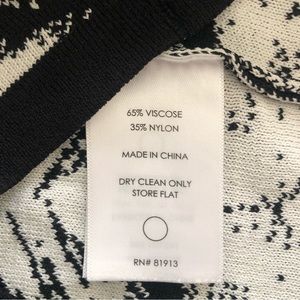 65% VISCOSE
35% NYLON
MADE IN CHINA
DRY CLEAN ONLY
STORE FLAT
RN# 81913